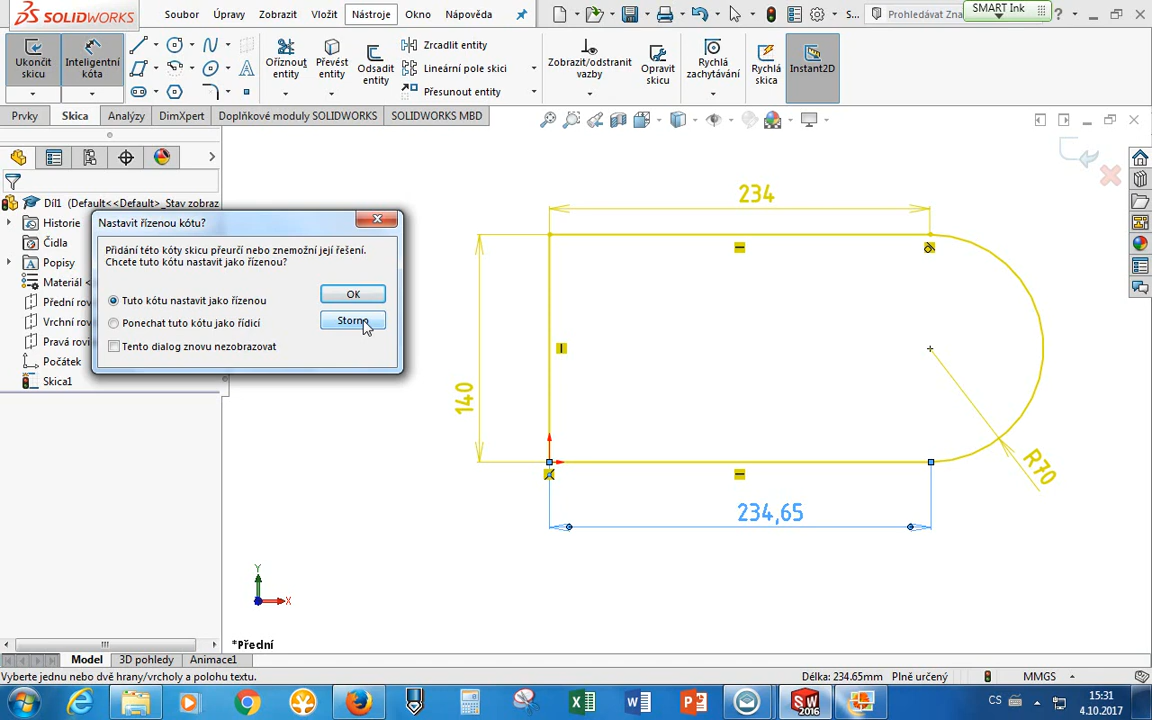 SOLIDWORKS
Soubor
Úpravy
Zobrazit
Vložit
Nástroje
Okno
Nápověda
S...
Prohledávat Zna
SMART Ink
?
Ukončit skicu
Inteligentní kóta
Oříznout entity
Převést entity
Odsadit entity
Zrcadlit entity
Lineární pole skici
Přesunout entity
Zobrazit/odstranit vazby
Opravit skicu
Rychlá zachytávání
Rychlá skica
Instant2D
Prvky
Skica
Analýzy
DimXpert
Doplňkové moduly SOLIDWORKS
SOLIDWORKS MBD
Díl1 (Default<<Default>_Stav zobraz
Historie
Čidla
Popisy
Materiál <
Přední rov
Vrchní rov
Pravá rovi
Počátek
Skica1
Nastavit řízenou kótu?
Přidání této kóty skicu přeurčí nebo znemožní její řešení.
Chcete tuto kótu nastavit jako řízenou?
Tuto kótu nastavit jako řízenou
Ponechat tuto kótu jako řídicí
Tento dialog znovu nezobrazovat
OK
Storno
234
140
R70
234,65
Y
X
*Přední
Model
3D pohledy
Animace1
Vyberte jednu nebo dvě hrany/vrcholy a polohu textu.
Délka: 234.65mm
Plně určený
MMGS
CS
15:31
4.10.2017
SW
2016